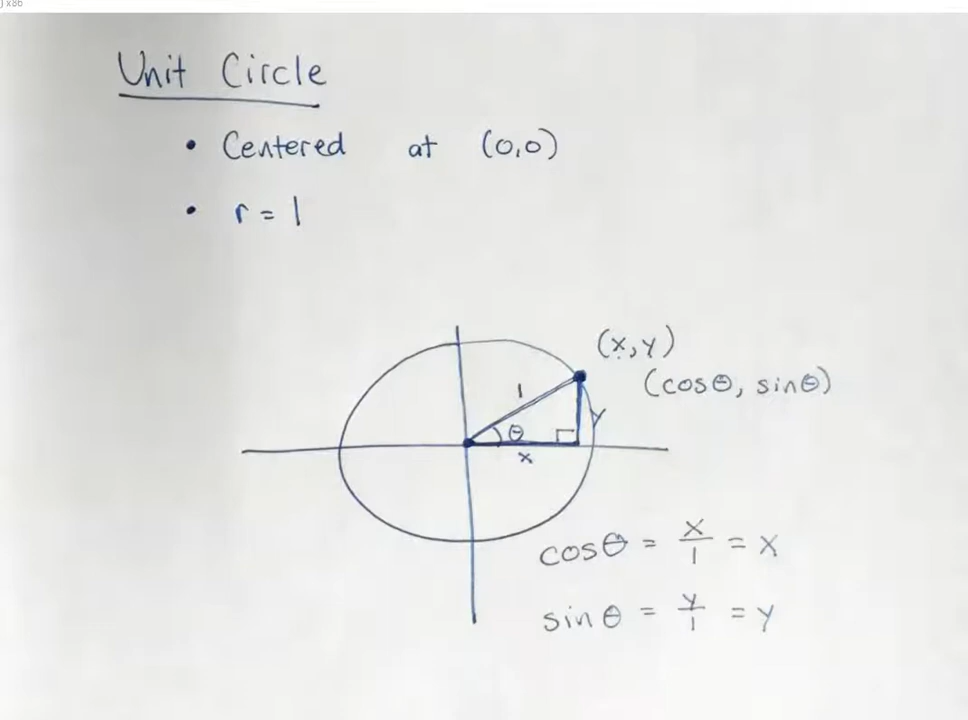 Unit Circle
• Centered at (0,0)
• r = 1
(x,y)
(cosθ, sinθ)
1
y
θ
x
cosθ = x/1 = x
sinθ = y/1 = y